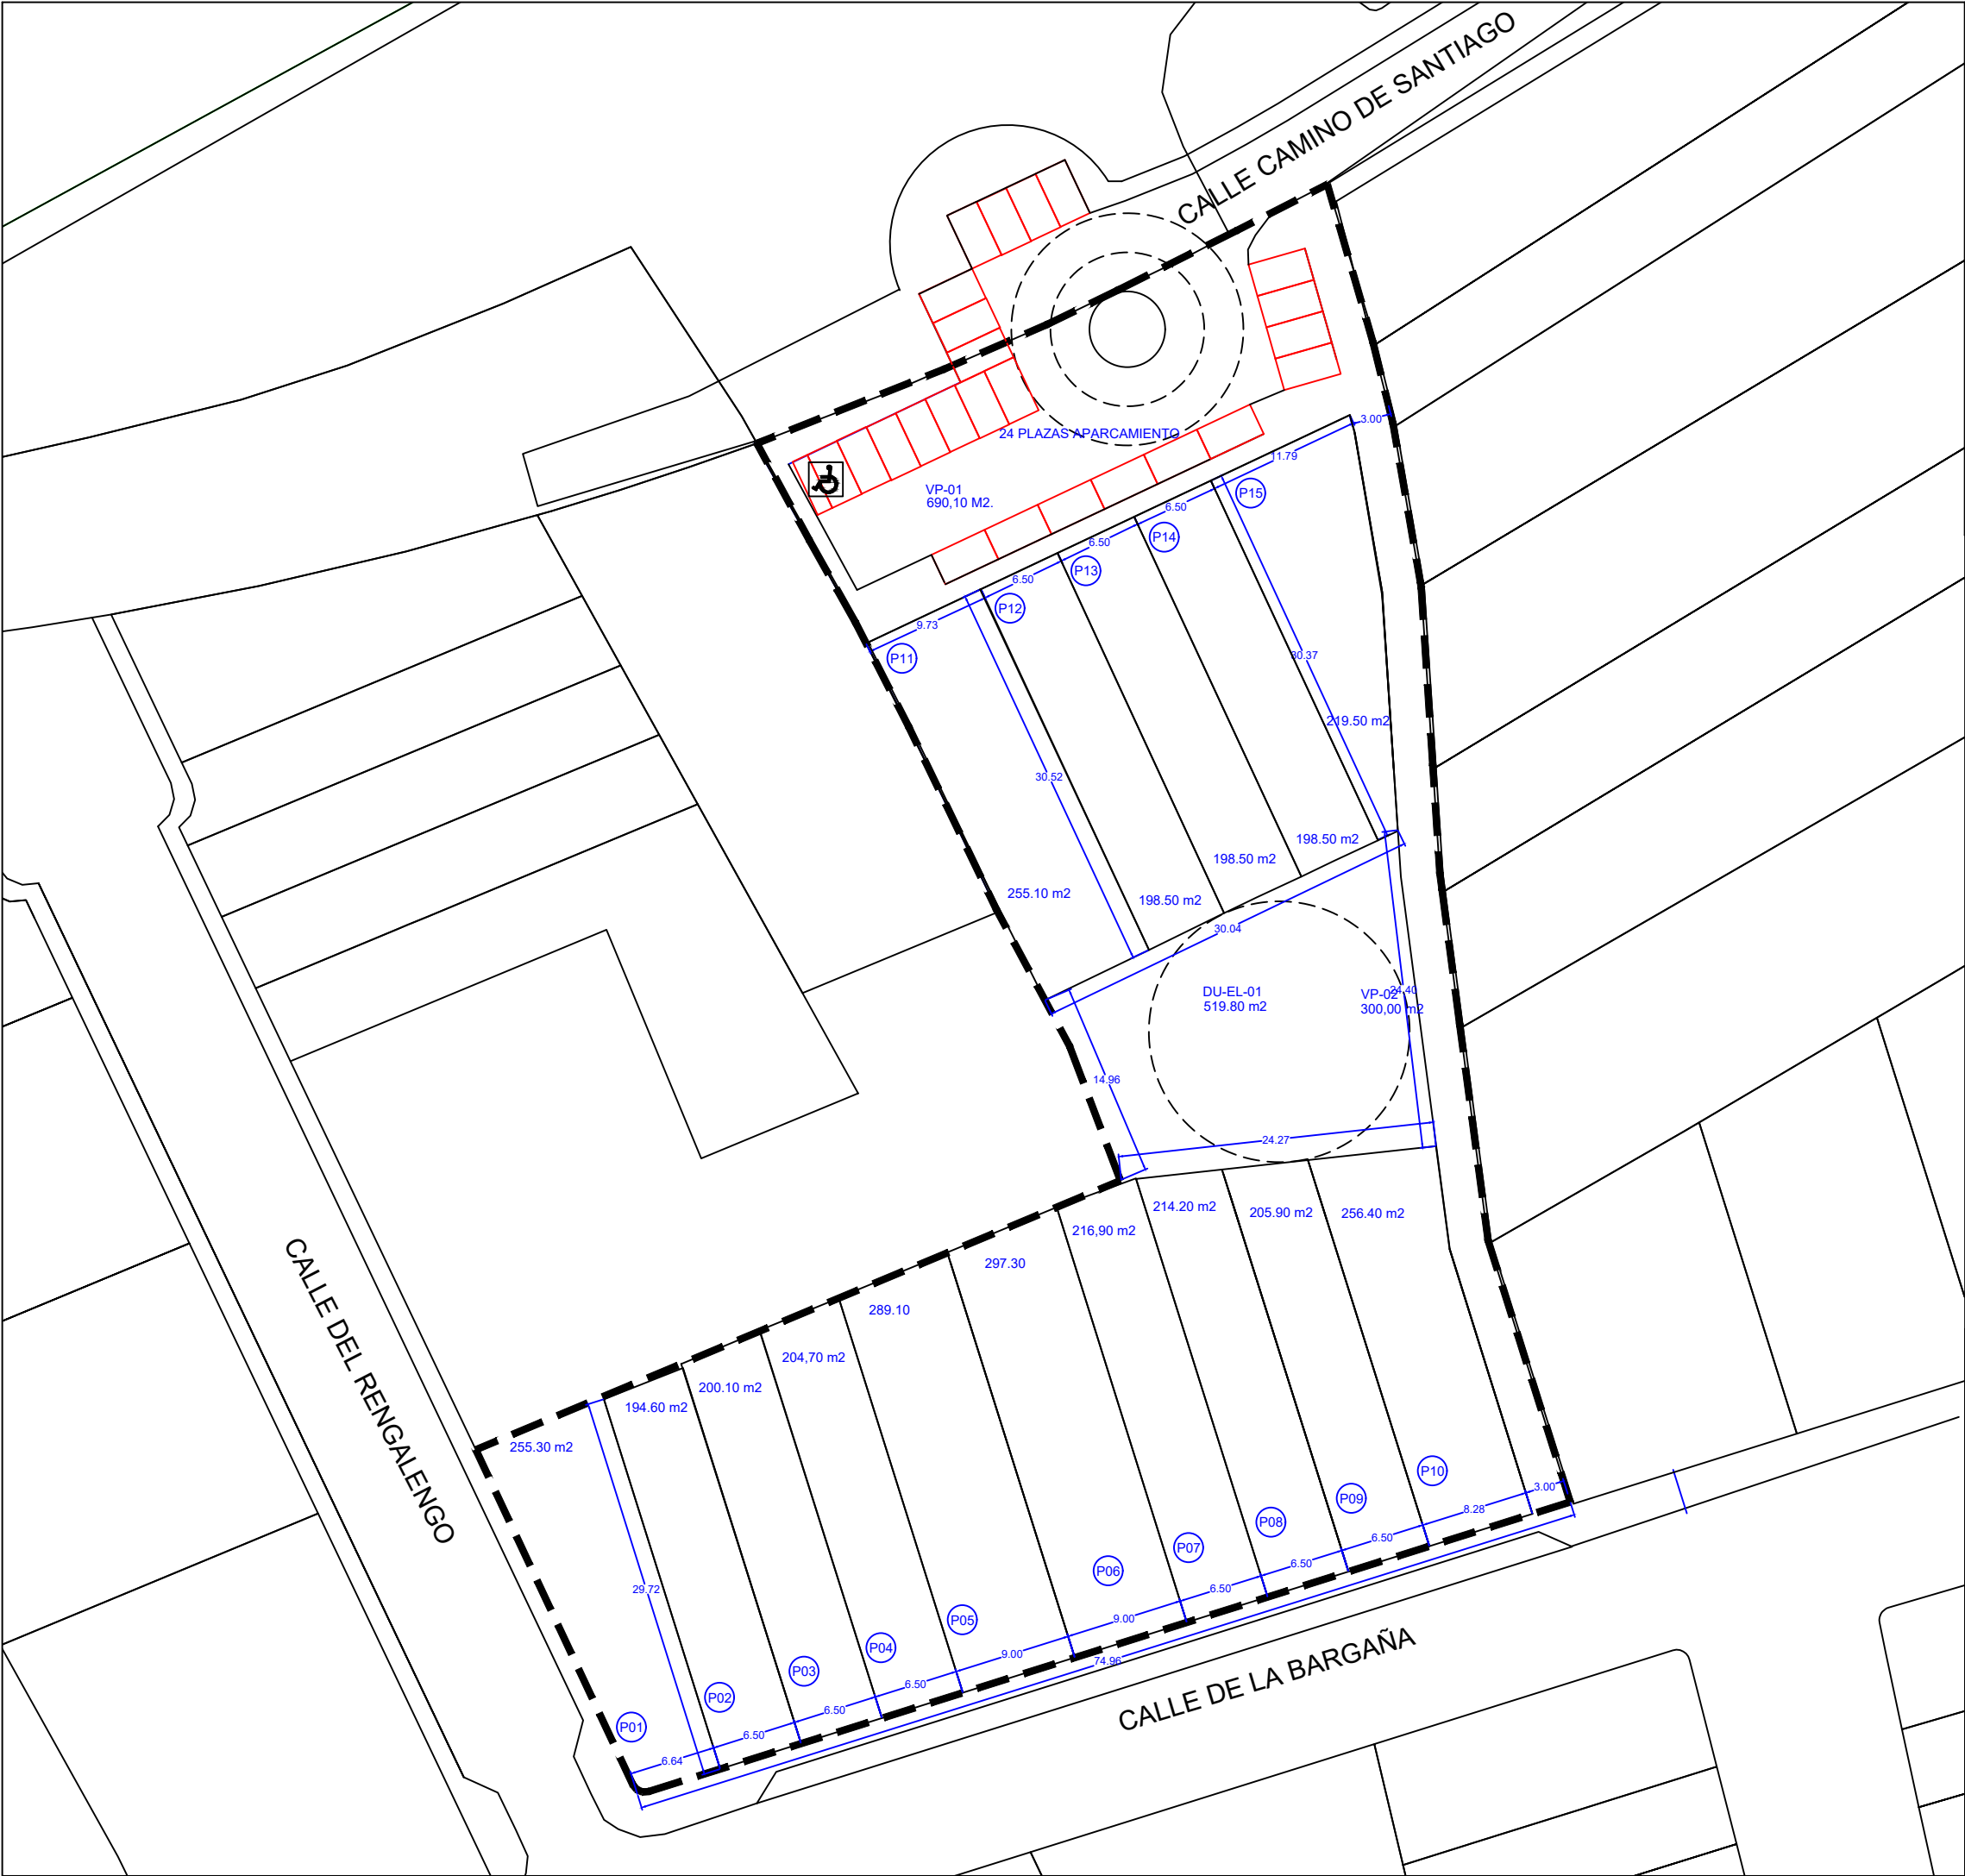 CALLE CAMINO DE SANTIAGO
24 PLAZAS APARCAMIENTO
3.00
11.79
VP-01
690,10 M2.
P15
6.50
P14
6.50
P13
6.50
P12
9.73
P11
30.37
219.50 m2
30.52
198.50 m2
198.50 m2
255.10 m2
198.50 m2
30.04
DU-EL-01
519.80 m2
VP-02
300,00 m2
24.40
14.96
24.27
214.20 m2
205.90 m2
256.40 m2
216,90 m2
297.30
289.10
204,70 m2
200.10 m2
194.60 m2
255.30 m2
CALLE DEL RENGALENGO
P10
P09
P08
P07
P06
P05
P04
P03
P02
P01
3.00
8.28
6.50
6.50
6.50
9.00
9.00
6.50
6.50
6.50
6.64
29.72
74.96
CALLE DE LA BARGAÑA